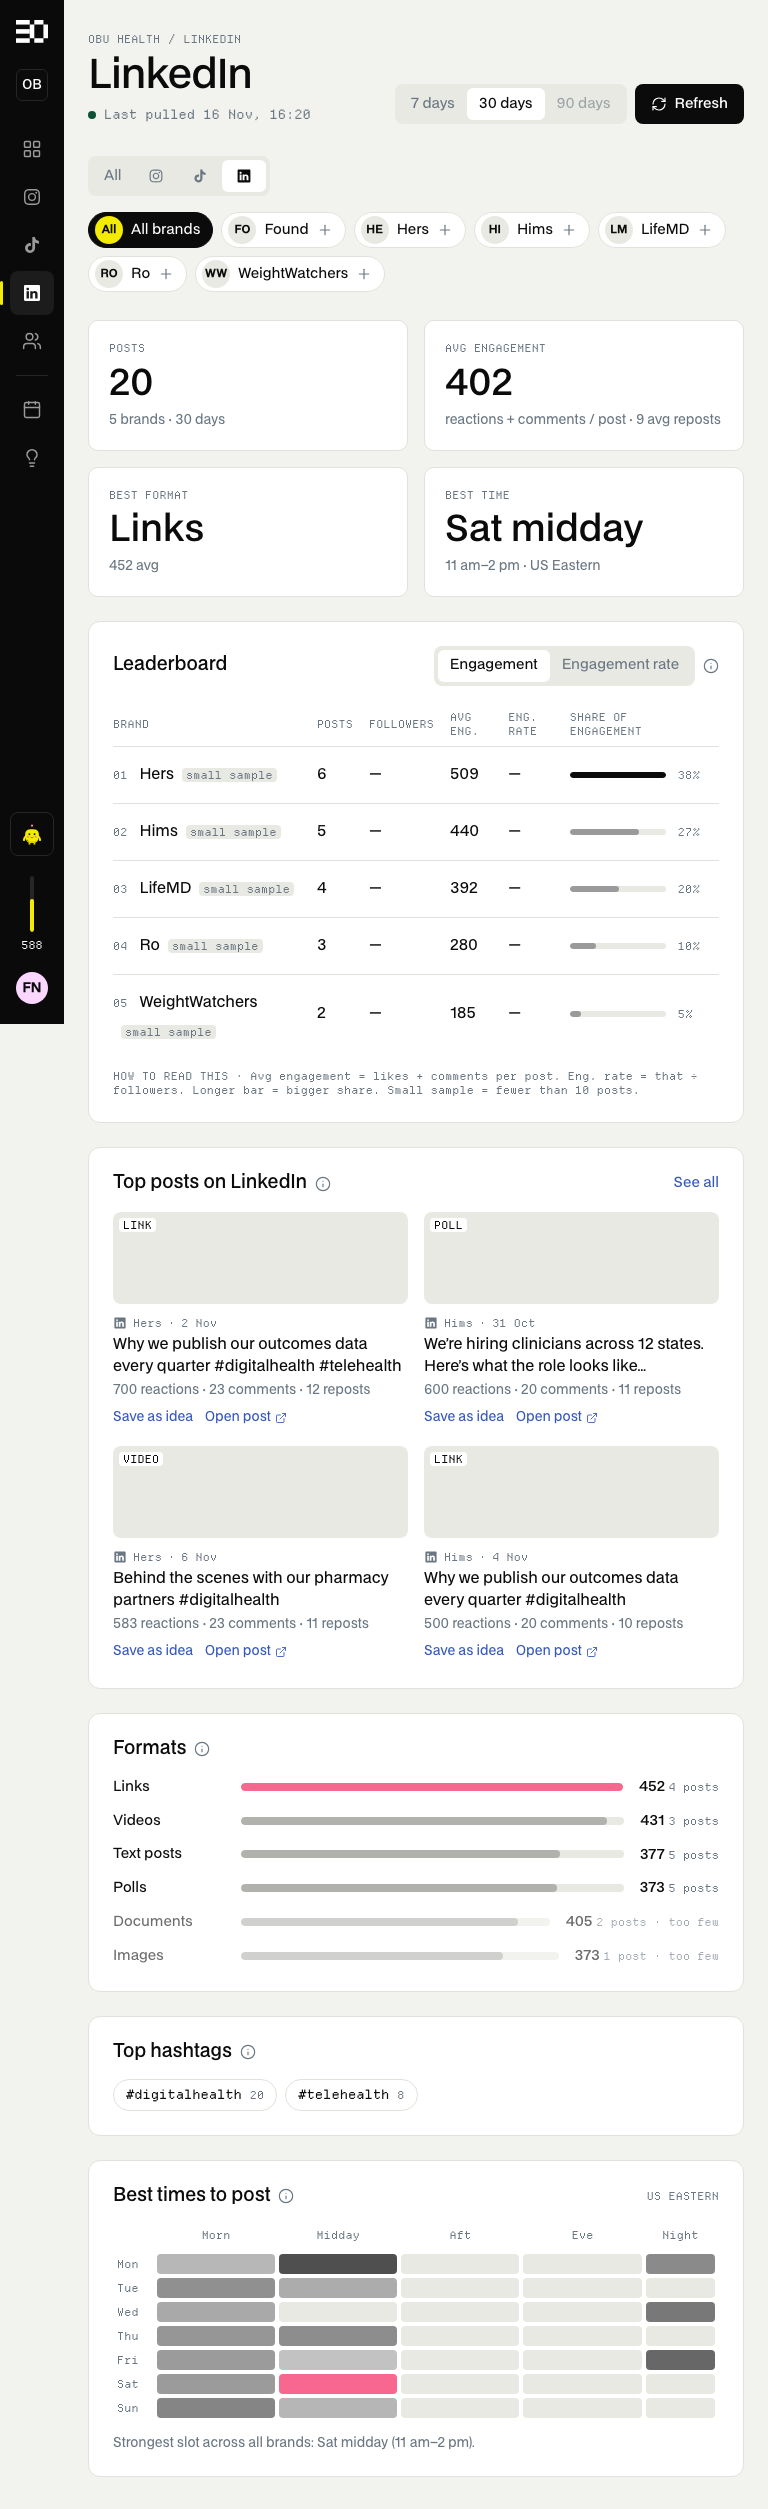 OB
588
FN
OBU HEALTH / LINKEDIN
LinkedIn
Last pulled 16 Nov, 16:20
7 days 30 days 90 days Refresh
All
All All brands FO Found HE Hers HI Hims LM LifeMD
RO Ro WW WeightWatchers
POSTS
20
5 brands · 30 days
AVG ENGAGEMENT
402
reactions + comments / post · 9 avg reposts
BEST FORMAT
Links
452 avg
BEST TIME
Sat midday
11 am–2 pm · US Eastern
Leaderboard Engagement Engagement rate
BRAND POSTS FOLLOWERS AVG ENG. ENG. RATE SHARE OF ENGAGEMENT
01 Hers small sample 6 — 509 — 38%
02 Hims small sample 5 — 440 — 27%
03 LifeMD small sample 4 — 392 — 20%
04 Ro small sample 3 — 280 — 10%
05 WeightWatchers small sample 2 — 185 — 5%
HOW TO READ THIS · Avg engagement = likes + comments per post. Eng. rate = that ÷
followers. Longer bar = bigger share. Small sample = fewer than 10 posts.
Top posts on LinkedIn See all
LINK
Hers · 2 Nov
Why we publish our outcomes data
every quarter #digitalhealth #telehealth
700 reactions · 23 comments · 12 reposts
Save as idea Open post
POLL
Hims · 31 Oct
We're hiring clinicians across 12 states.
Here's what the role looks like…
600 reactions · 20 comments · 11 reposts
Save as idea Open post
VIDEO
Hers · 6 Nov
Behind the scenes with our pharmacy
partners #digitalhealth
583 reactions · 23 comments · 11 reposts
Save as idea Open post
LINK
Hims · 4 Nov
Why we publish our outcomes data
every quarter #digitalhealth
500 reactions · 20 comments · 10 reposts
Save as idea Open post
Formats
Links 452 4 posts
Videos 431 3 posts
Text posts 377 5 posts
Polls 373 5 posts
Documents 405 2 posts · too few
Images 373 1 post · too few
Top hashtags
#digitalhealth 20 #telehealth 8
Best times to post US EASTERN
Morn Midday Aft Eve Night
Mon
Tue
Wed
Thu
Fri
Sat
Sun
Strongest slot across all brands: Sat midday (11 am–2 pm).